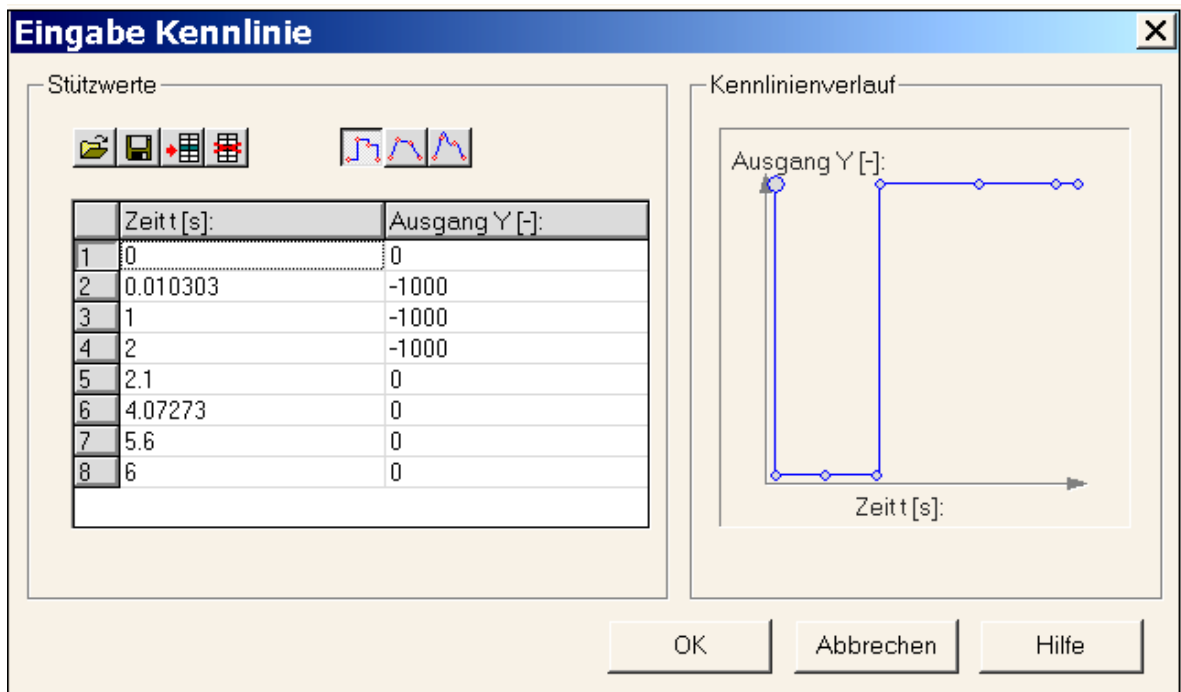 Eingabe Kennlinie
Stützwerte
Zeit t [s]: Ausgang Y [-]:
1 0 0
2 0.010303 -1000
3 1 -1000
4 2 -1000
5 2.1 0
6 4.07273 0
7 5.6 0
8 6 0
Kennlinienverlauf
Ausgang Y [-]:
Zeit t [s]:
OK Abbrechen Hilfe